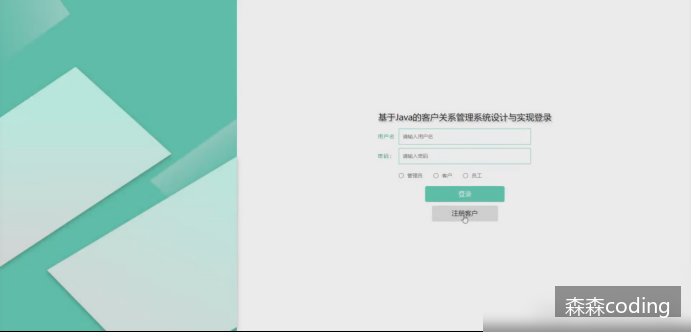 基于Java的客户关系管理系统设计与实现登录
用户名
请输入用户名
密码：
请输入密码
管理员 客户 员工
登录
注册客户
森森coding